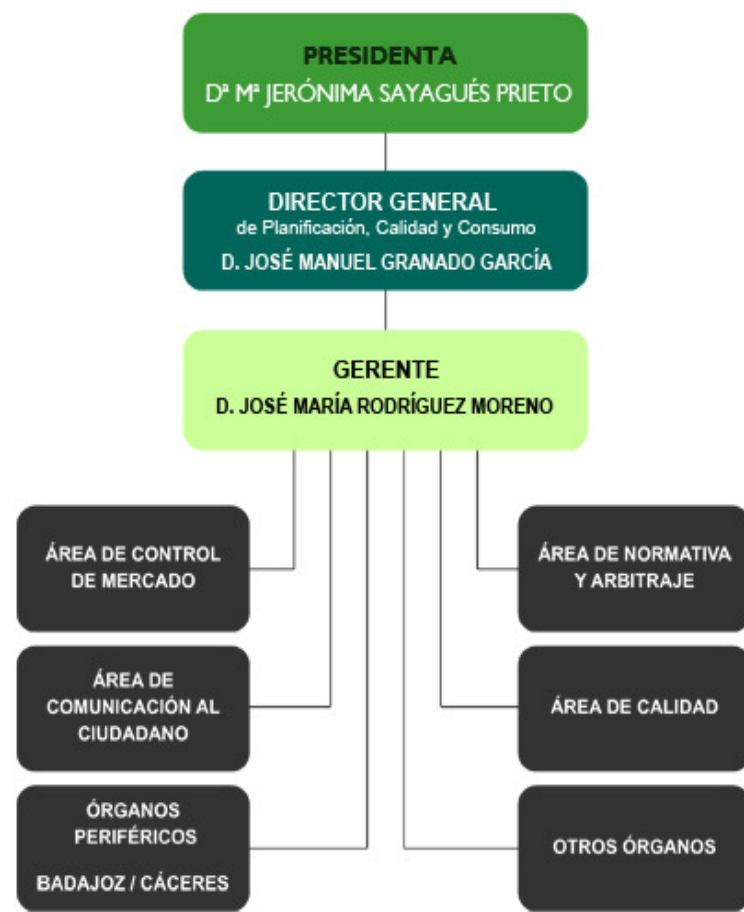 PRESIDENTA
Dª Mª JERÓNIMA SAYAGUÉS PRIETO
DIRECTOR GENERAL
de Planificación, Calidad y Consumo
D. JOSÉ MANUEL GRANADO GARCÍA
GERENTE
D. JOSÉ MARÍA RODRÍGUEZ MORENO
ÁREA DE CONTROL
DE MERCADO
ÁREA DE NORMATIVA
Y ARBITRAJE
ÁREA DE
COMUNICACIÓN AL
CIUDADANO
ÁREA DE CALIDAD
ÓRGANOS
PERIFÉRICOS
BADAJOZ / CÁCERES
OTROS ÓRGANOS